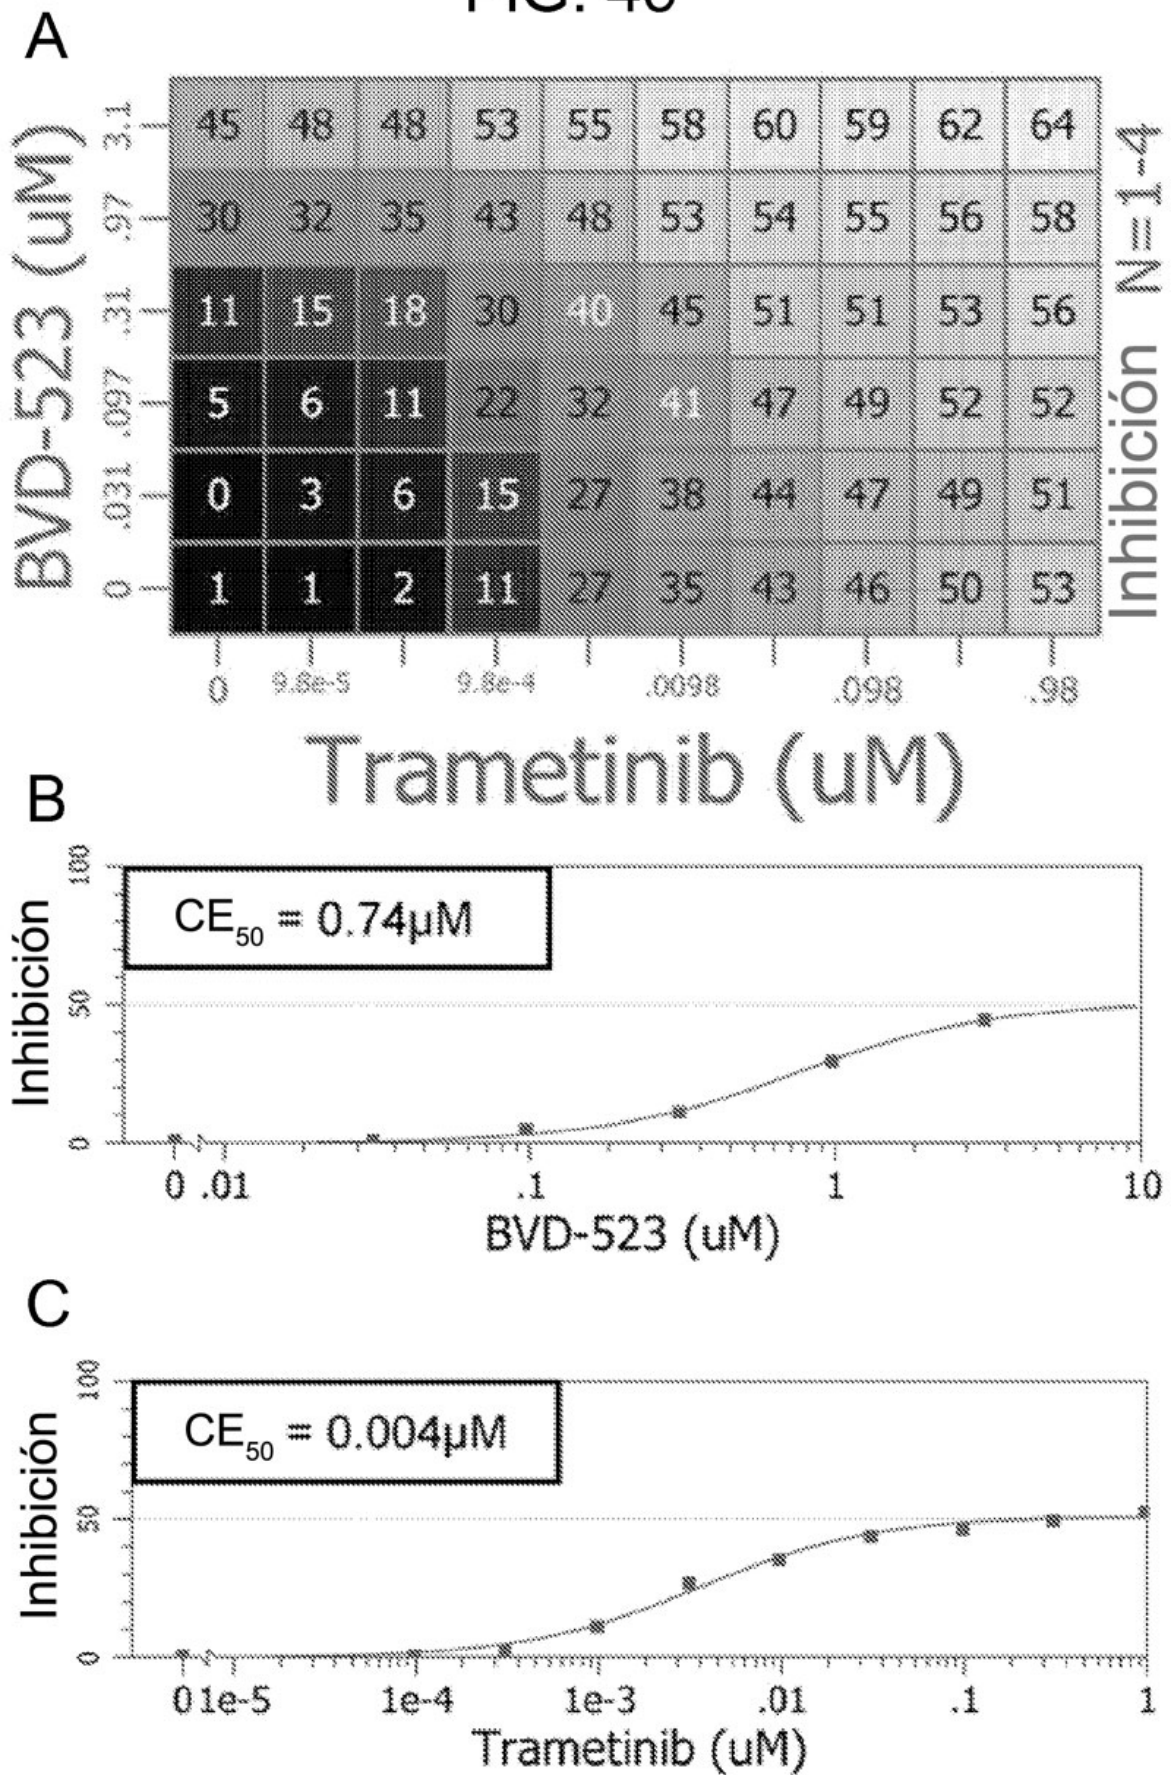 A
BVD-523 (uM)
3.1
.97
.31
.097
.031
0
45 48 48 53 55 58 60 59 62 64
30 32 35 43 48 53 54 55 56 58
11 15 18 30 40 45 51 51 53 56
5 6 11 22 32 41 47 49 52 52
0 3 6 15 27 38 44 47 49 51
1 1 2 11 27 35 43 46 50 53
Inhibición N=1-4
0 9.8e-5 9.8e-4 .0098 .098 .98
Trametinib (uM)
B
Inhibición
100
50
0
CE50 = 0.74µM
0 .01 .1 1 10
BVD-523 (uM)
C
Inhibición
100
50
0
CE50 = 0.004µM
0 1e-5 1e-4 1e-3 .01 .1 1
Trametinib (uM)